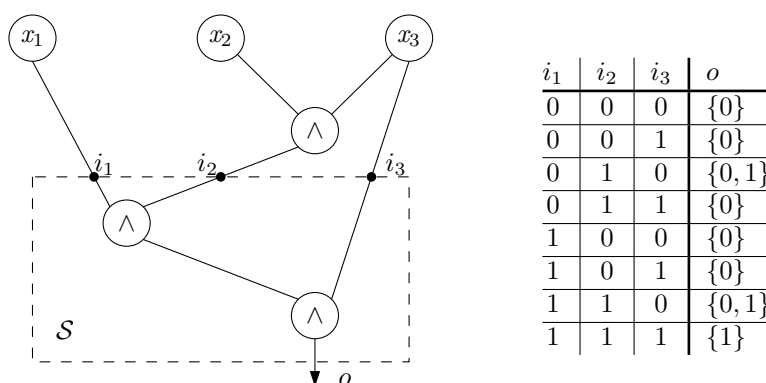 x₁ x₂ x₃
∧
i₁ i₂ i₃
∧
∧
S
o
i₁ i₂ i₃ o
0 0 0 {0}
0 0 1 {0}
0 1 0 {0, 1}
0 1 1 {0}
1 0 0 {0}
1 0 1 {0}
1 1 0 {0, 1}
1 1 1 {1}